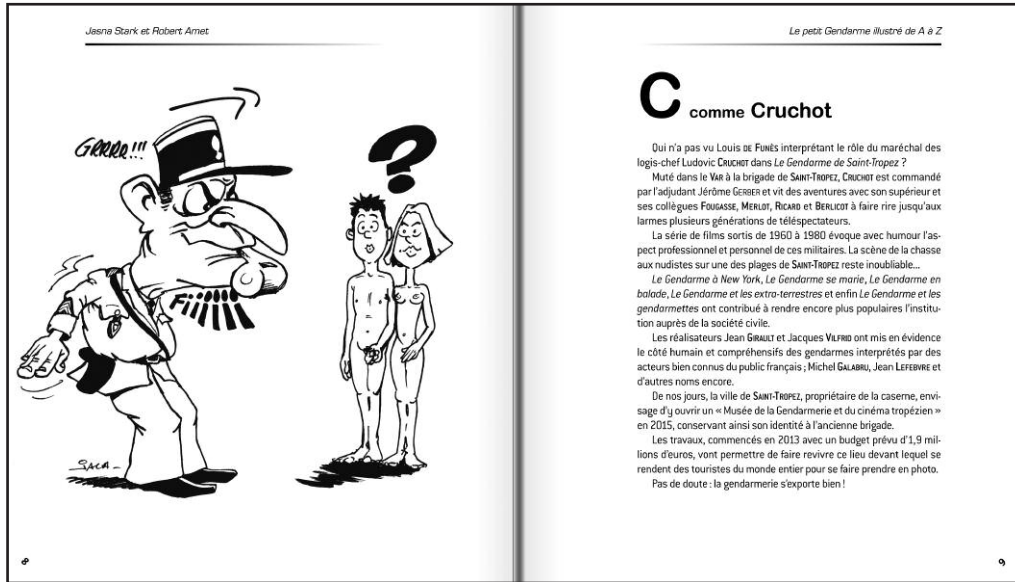 Jasna Stark et Robert Amet
GRRRR!!!
?
Fiiiiii
SALA-
8
Le petit Gendarme illustré de A à Z
C comme Cruchot
Qui n'a pas vu Louis DE FUNÈS interprétant le rôle du maréchal des
logis-chef Ludovic CRUCHOT dans Le Gendarme de Saint-Tropez ?
Muté dans le VAR à la brigade de SAINT-TROPEZ, CRUCHOT est commandé
par l'adjudant Jérôme GERBER et vit des aventures avec son supérieur et
ses collègues FOUGASSE, MERLOT, RICARD et BERLICOT à faire rire jusqu'aux
larmes plusieurs générations de téléspectateurs.
La série de films sortis de 1960 à 1980 évoque avec humour l'as-
pect professionnel et personnel de ces militaires. La scène de la chasse
aux nudistes sur une des plages de SAINT-TROPEZ reste inoubliable...
Le Gendarme à New York, Le Gendarme se marie, Le Gendarme en
balade, Le Gendarme et les extra-terrestres et enfin Le Gendarme et les
gendarmettes ont contribué à rendre encore plus populaires l'institu-
tion auprès de la société civile.
Les réalisateurs Jean GIRAULT et Jacques VILFRID ont mis en évidence
le côté humain et compréhensifs des gendarmes interprétés par des
acteurs bien connus du public français ; Michel GALABRU, Jean LEFEBVRE et
d'autres noms encore.
De nos jours, la ville de SAINT-TROPEZ, propriétaire de la caserne, envi-
sage d'y ouvrir un « Musée de la Gendarmerie et du cinéma tropézien »
en 2015, conservant ainsi son identité à l'ancienne brigade.
Les travaux, commencés en 2013 avec un budget prévu d'1,9 mil-
lions d'euros, vont permettre de faire revivre ce lieu devant lequel se
rendent des touristes du monde entier pour se faire prendre en photo.
Pas de doute : la gendarmerie s'exporte bien !
9